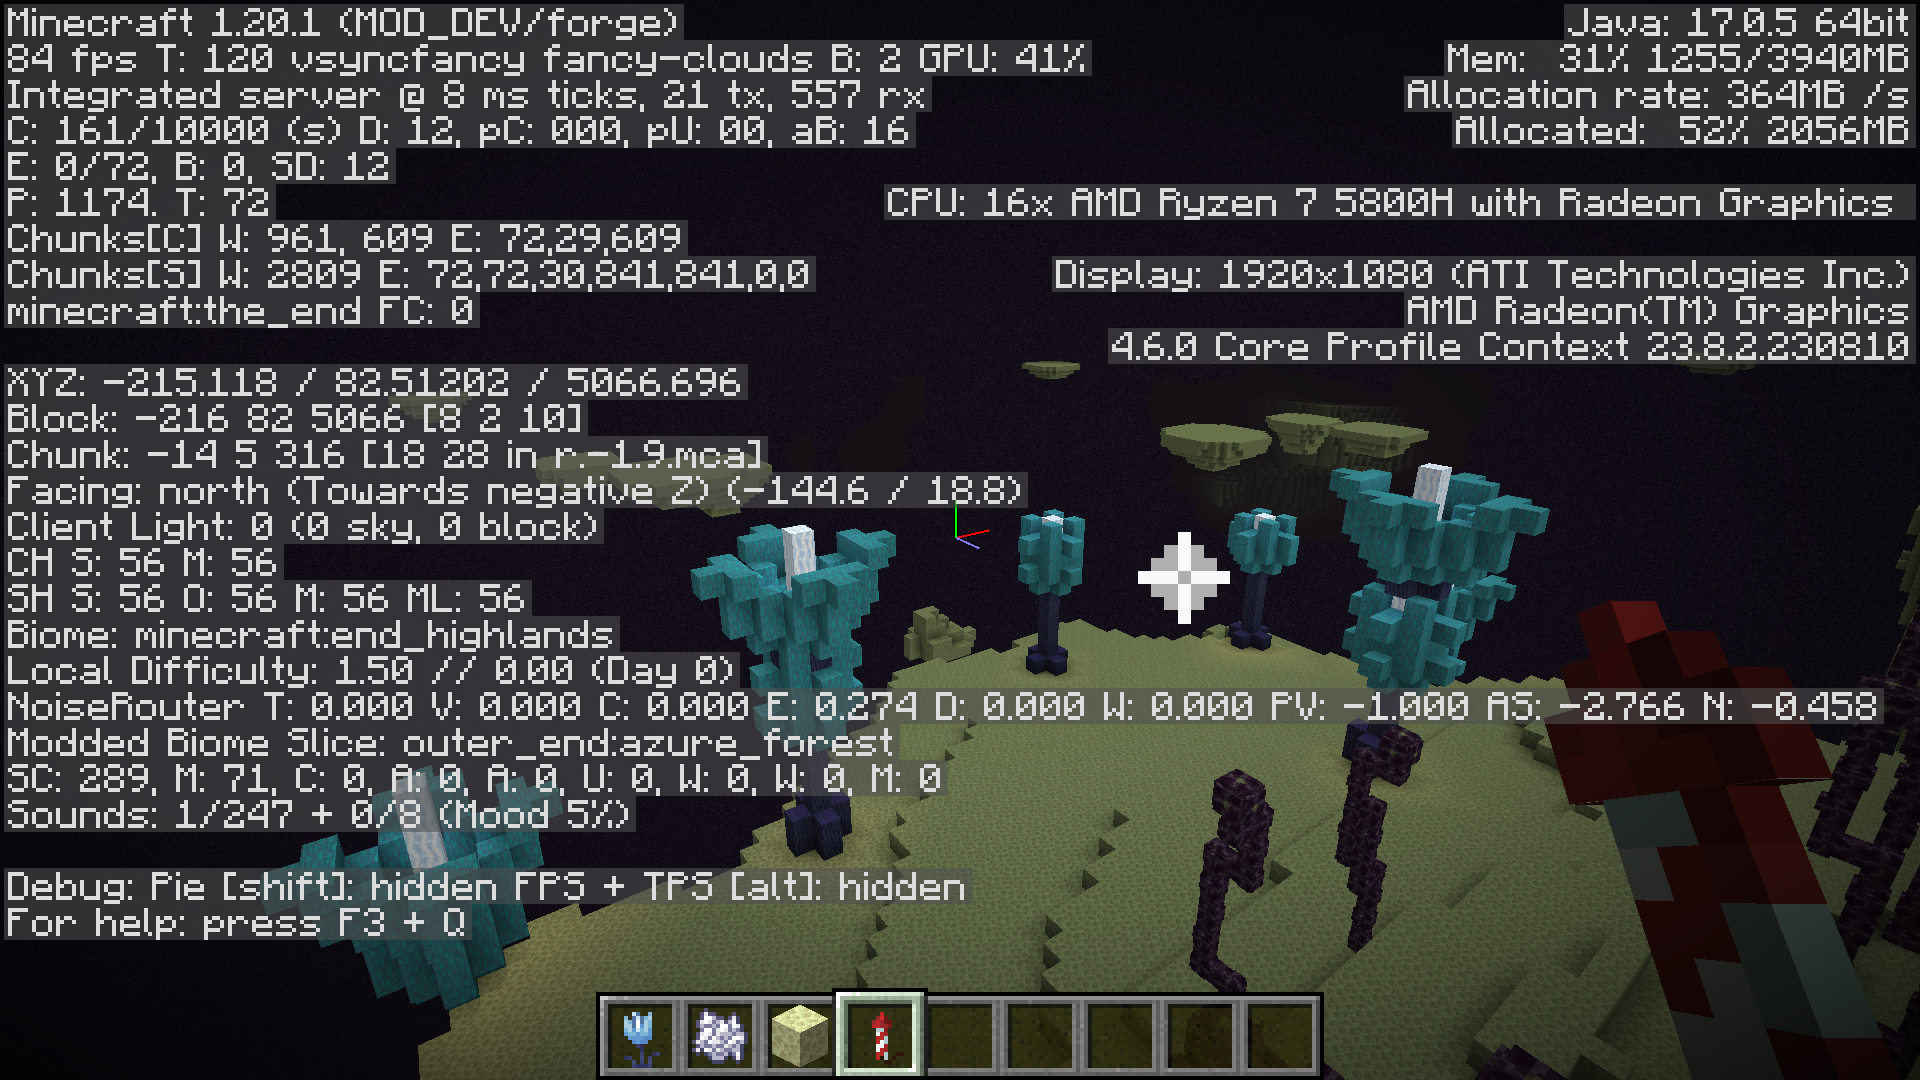 Minecraft 1.20.1 (MOD_DEV/forge)
84 fps T: 120 vsyncfancy fancy-clouds B: 2 GPU: 41%
Integrated server @ 8 ms ticks, 21 tx, 557 rx
C: 161/10000 (s) D: 12, pC: 000, pU: 00, aB: 16
E: 0/72, B: 0, SD: 12
P: 1174. T: 72
Chunks[C] W: 961, 609 E: 72,29,609
Chunks[S] W: 2809 E: 72,72,30,841,841,0,0
minecraft:the_end FC: 0
XYZ: -215.118 / 82.51202 / 5066.696
Block: -216 82 5066 [8 2 10]
Chunk: -14 5 316 [18 28 in r.-1.9.mca]
Facing: north (Towards negative Z) (-144.6 / 18.8)
Client Light: 0 (0 sky, 0 block)
CH S: 56 M: 56
SH S: 56 O: 56 M: 56 ML: 56
Biome: minecraft:end_highlands
Local Difficulty: 1.50 // 0.00 (Day 0)
NoiseRouter T: 0.000 V: 0.000 C: 0.000 E: 0.274 D: 0.000 W: 0.000 PV: -1.000 AS: -2.766 N: -0.458
Modded Biome Slice: outer_end:azure_forest
SC: 289, M: 71, C: 0, A: 0, A: 0, U: 0, W: 0, W: 0, M: 0
Sounds: 1/247 + 0/8 (Mood 5%)
Debug: Pie [shift]: hidden FPS + TPS [alt]: hidden
For help: press F3 + Q
Java: 17.0.5 64bit
Mem: 31% 1255/3940MB
Allocation rate: 364MB /s
Allocated: 52% 2056MB
CPU: 16x AMD Ryzen 7 5800H with Radeon Graphics
Display: 1920x1080 (ATI Technologies Inc.)
AMD Radeon(TM) Graphics
4.6.0 Core Profile Context 23.8.2.230810